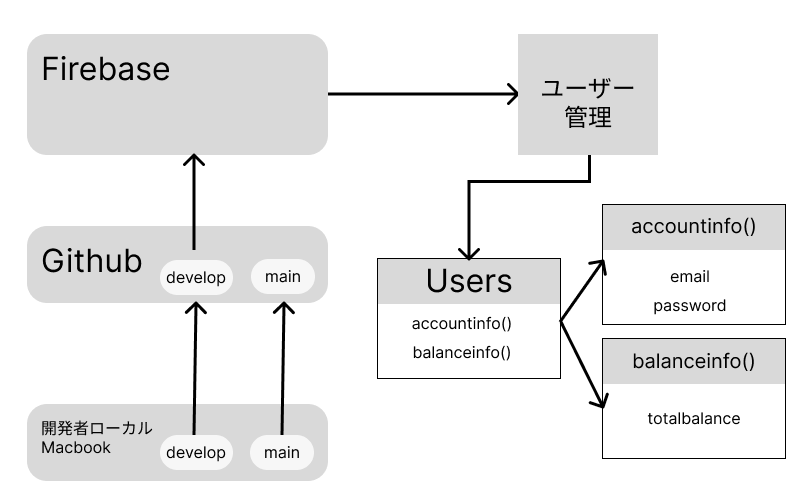 Firebase
ユーザー
管理
Github
develop
main
開発者ローカル
Macbook
develop
main
Users
accountinfo()
balanceinfo()
accountinfo()
email
password
balanceinfo()
totalbalance